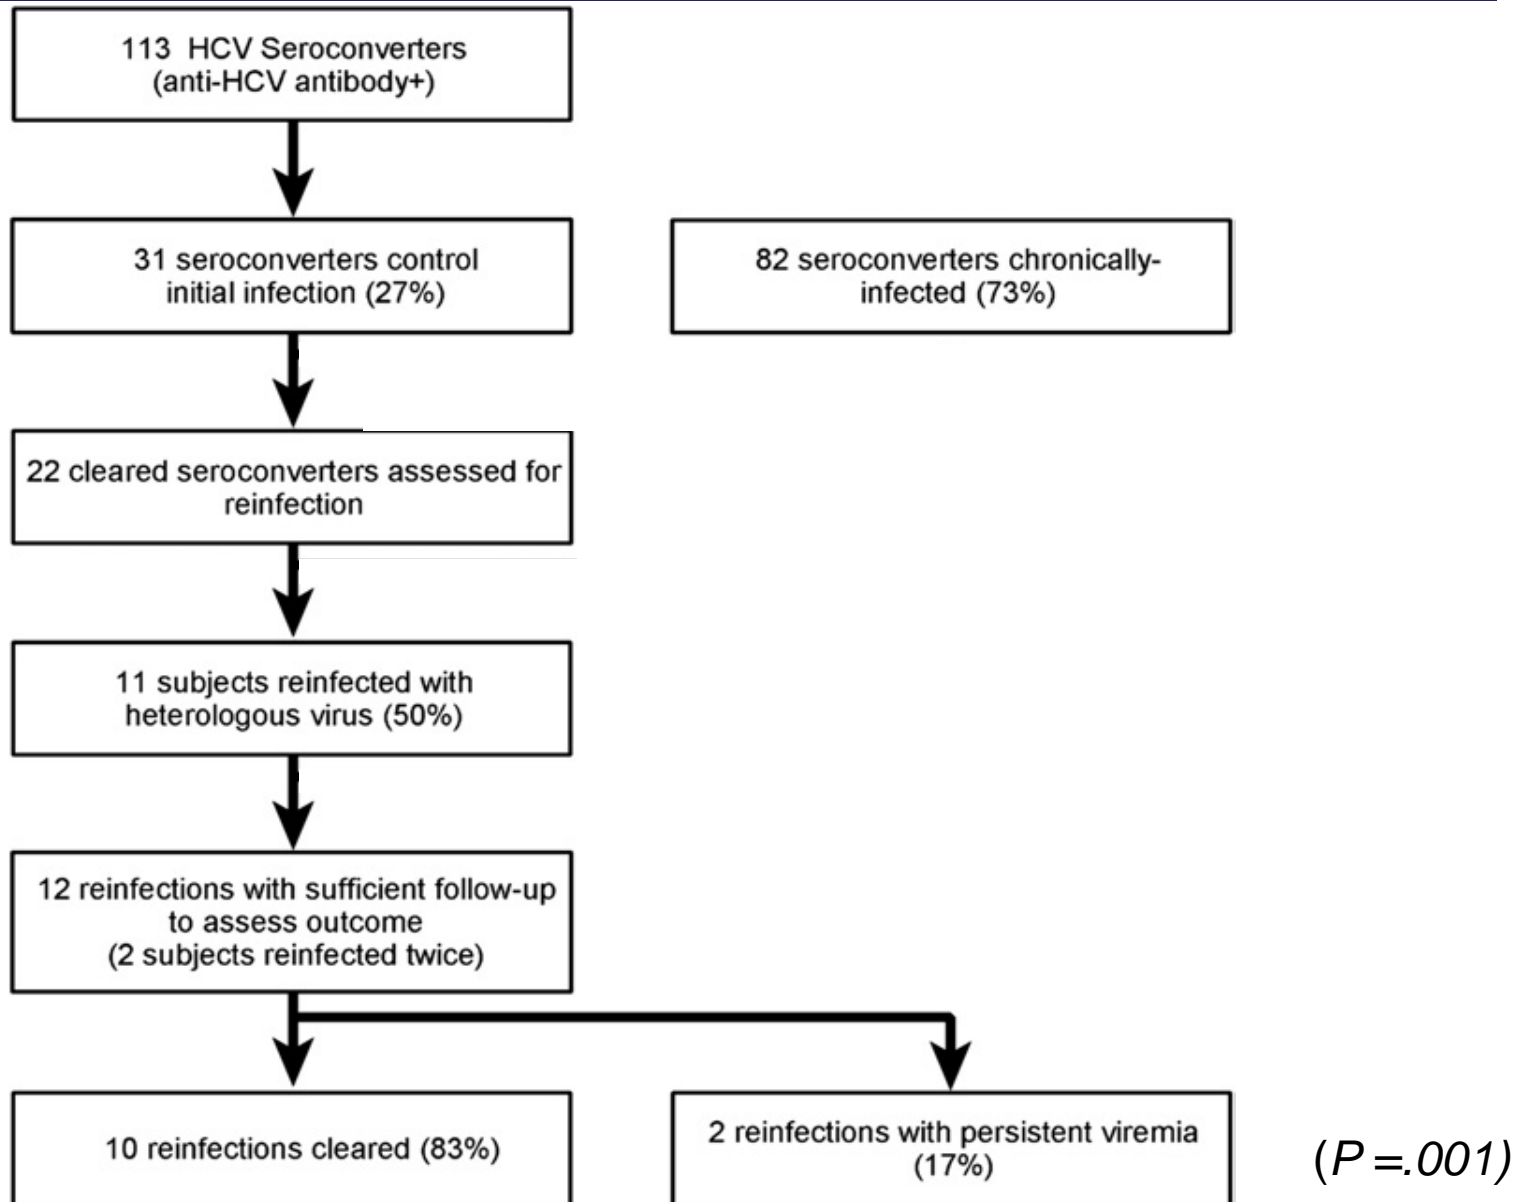 113 HCV Seroconverters
(anti-HCV antibody+)
31 seroconverters control
initial infection (27%)
82 seroconverters chronically-
infected (73%)
22 cleared seroconverters assessed for
reinfection
11 subjects reinfected with
heterologous virus (50%)
12 reinfections with sufficient follow-up
to assess outcome
(2 subjects reinfected twice)
10 reinfections cleared (83%)
2 reinfections with persistent viremia
(17%)
(P =.001)